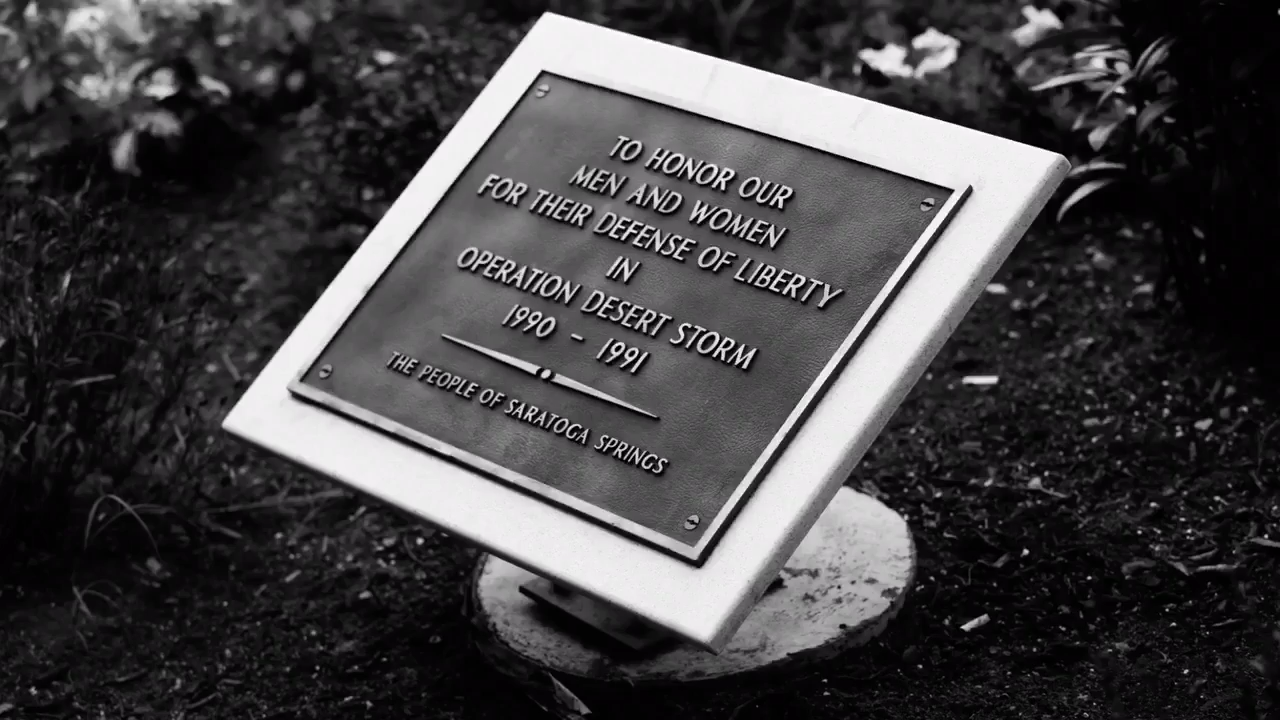 TO HONOR OUR
MEN AND WOMEN
FOR THEIR DEFENSE OF LIBERTY
IN
OPERATION DESERT STORM
1990 - 1991
THE PEOPLE OF SARATOGA SPRINGS